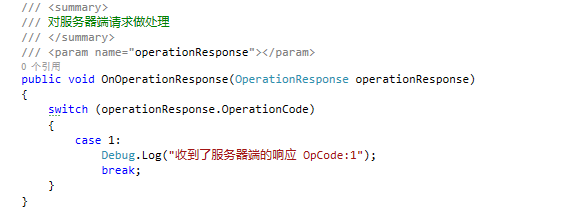 /// <summary>
/// 对服务器端请求做处理
/// </summary>
/// <param name="operationResponse"></param>
0 个引用
public void OnOperationResponse(OperationResponse operationResponse)
{
switch (operationResponse.OperationCode)
{
case 1:
Debug.Log("收到了服务器端的响应 OpCode:1");
break;
}
}